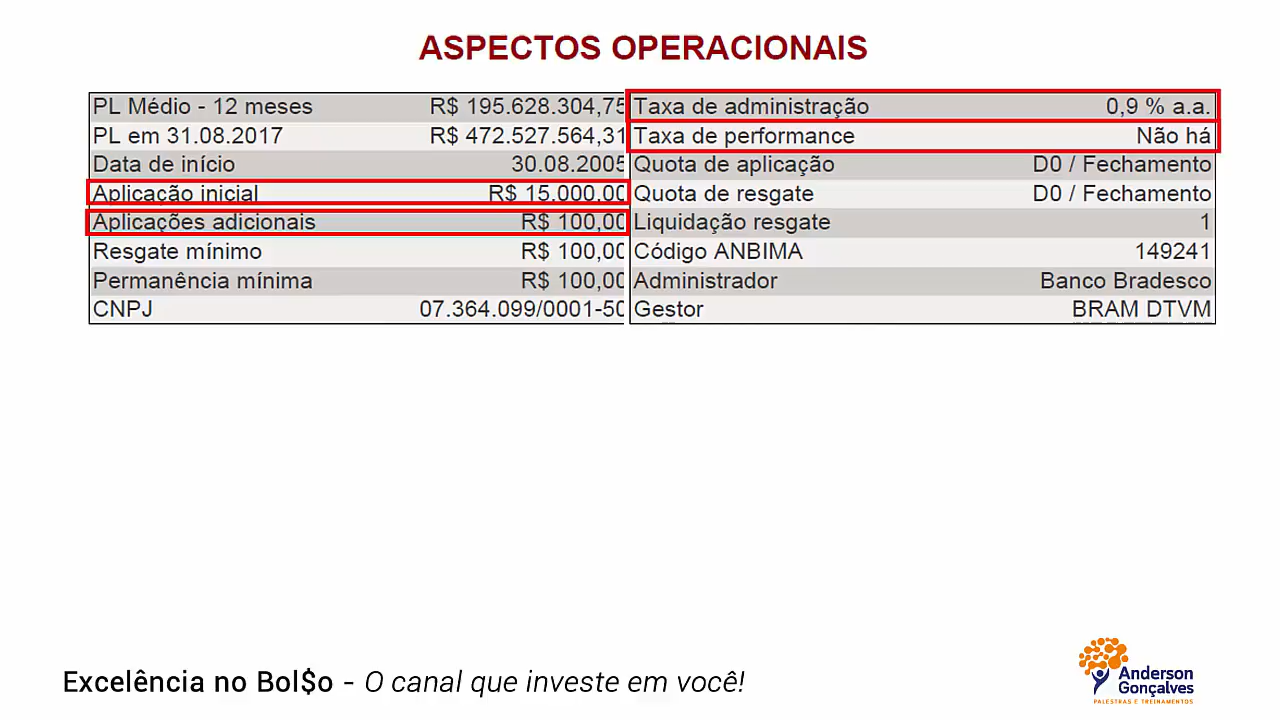 ASPECTOS OPERACIONAIS
PL Médio - 12 meses R$ 195.628.304,75 Taxa de administração 0,9 % a.a.
PL em 31.08.2017 R$ 472.527.564,31 Taxa de performance Não há
Data de início 30.08.2005 Quota de aplicação D0 / Fechamento
Aplicação inicial R$ 15.000,00 Quota de resgate D0 / Fechamento
Aplicações adicionais R$ 100,00 Liquidação resgate 1
Resgate mínimo R$ 100,00 Código ANBIMA 149241
Permanência mínima R$ 100,00 Administrador Banco Bradesco
CNPJ 07.364.099/0001-50 Gestor BRAM DTVM
Excelência no Bol$o - O canal que investe em você!
Anderson
Gonçalves
PALESTRAS E TREINAMENTOS